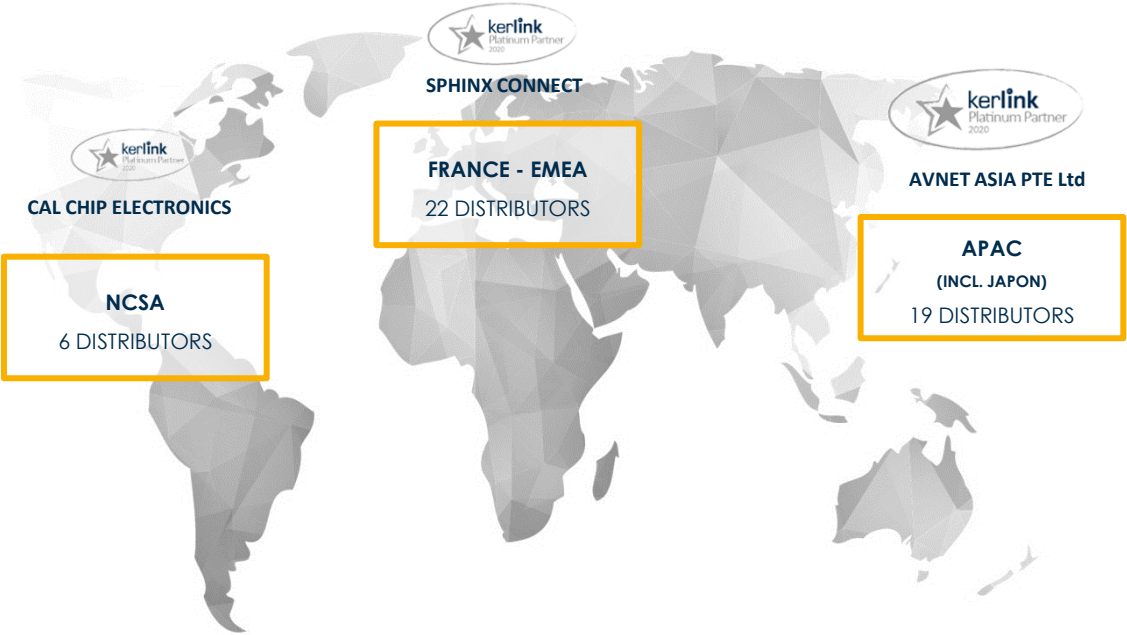 kerlink
Platinum Partner
2020
SPHINX CONNECT
FRANCE - EMEA
22 DISTRIBUTORS
kerlink
Platinum Partner
2020
CAL CHIP ELECTRONICS
NCSA
6 DISTRIBUTORS
kerlink
Platinum Partner
2020
AVNET ASIA PTE Ltd
APAC
(INCL. JAPON)
19 DISTRIBUTORS